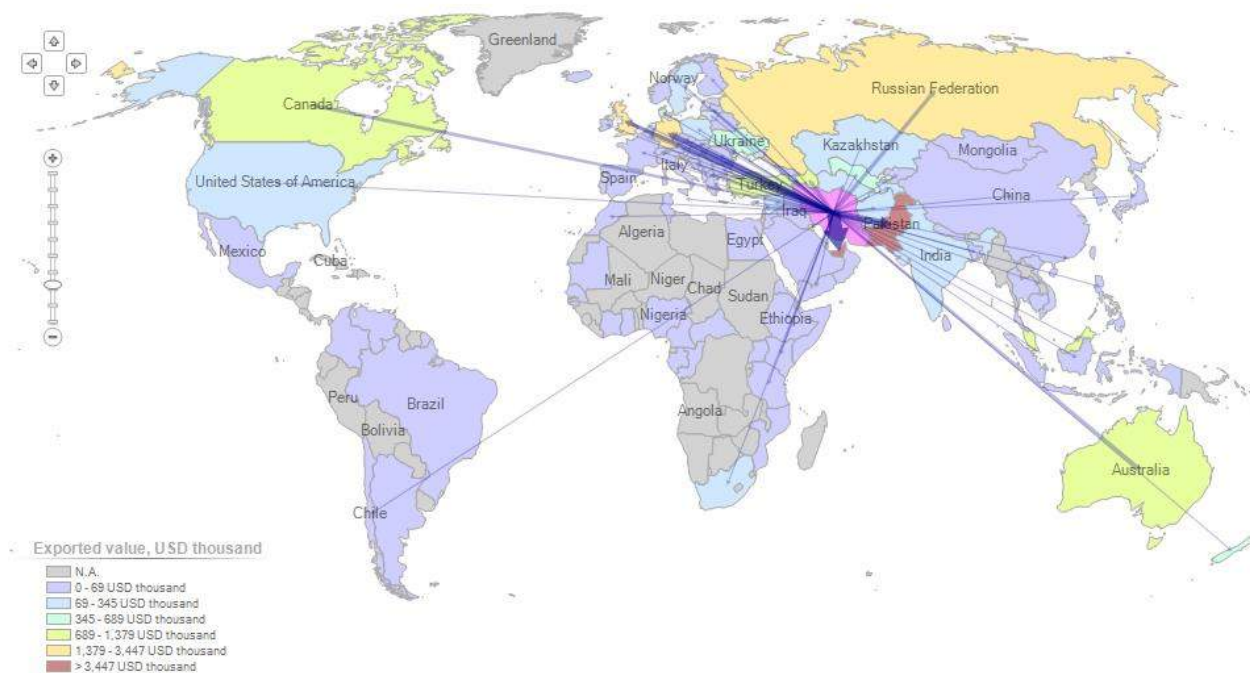 Greenland
Norway
Russian Federation
Canada
Ukraine
Kazakhstan
Mongolia
Italy
United States of America
Spain
Turkey
China
Iraq
Pakistan
Algeria
Egypt
India
Mexico
Cuba
Mali
Niger
Chad
Sudan
Nigeria
Ethiopia
Peru
Brazil
Angola
Bolivia
Australia
Chile
Exported value, USD thousand
N.A.
0 - 69 USD thousand
69 - 345 USD thousand
345 - 689 USD thousand
689 - 1,379 USD thousand
1,379 - 3,447 USD thousand
> 3,447 USD thousand